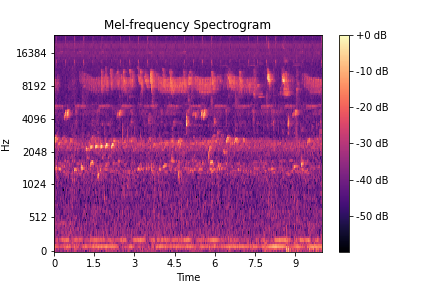 Mel-frequency Spectrogram
+0 dB
16384
-10 dB
8192
-20 dB
4096
Hz
-30 dB
2048
1024
-40 dB
512
-50 dB
0
0 1.5 3 4.5 6 7.5 9
Time